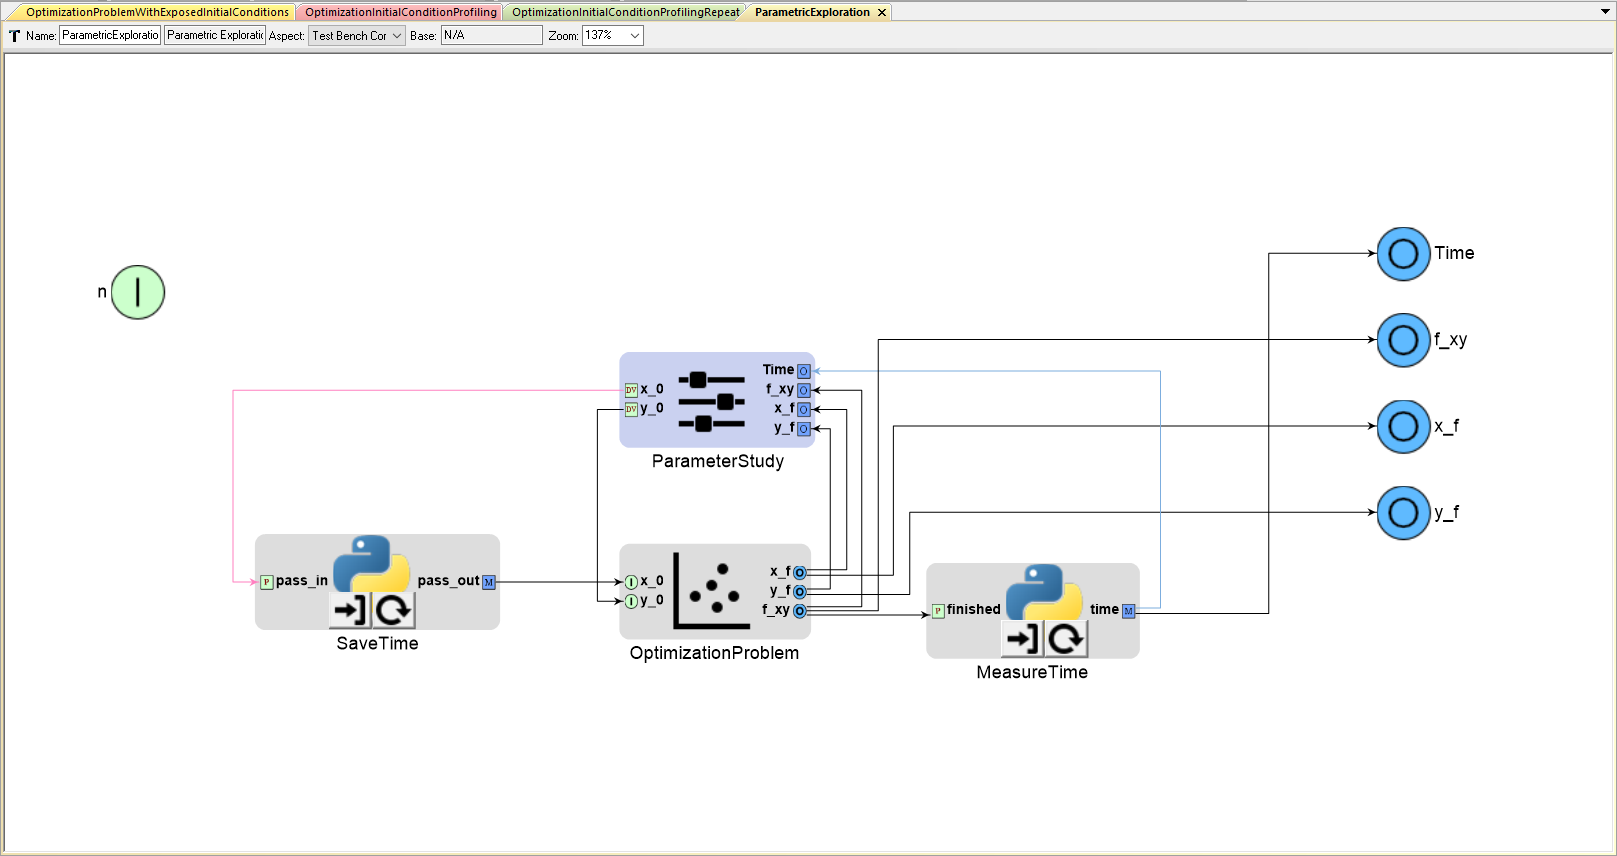 OptimizationProblemWithExposedInitialConditions
OptimizationInitialConditionProfiling
OptimizationInitialConditionProfilingRepeat
ParametricExploration
Name: ParametricExploratio Parametric Exploratic Aspect: Test Bench Cor Base: N/A Zoom: 137%
n
Time
f_xy
x_f
y_f
DV x_0
DV y_0
Time O
f_xy O
x_f O
y_f O
ParameterStudy
P pass_in
pass_out M
SaveTime
I x_0
I y_0
x_f O
y_f O
f_xy O
OptimizationProblem
P finished
time M
MeasureTime